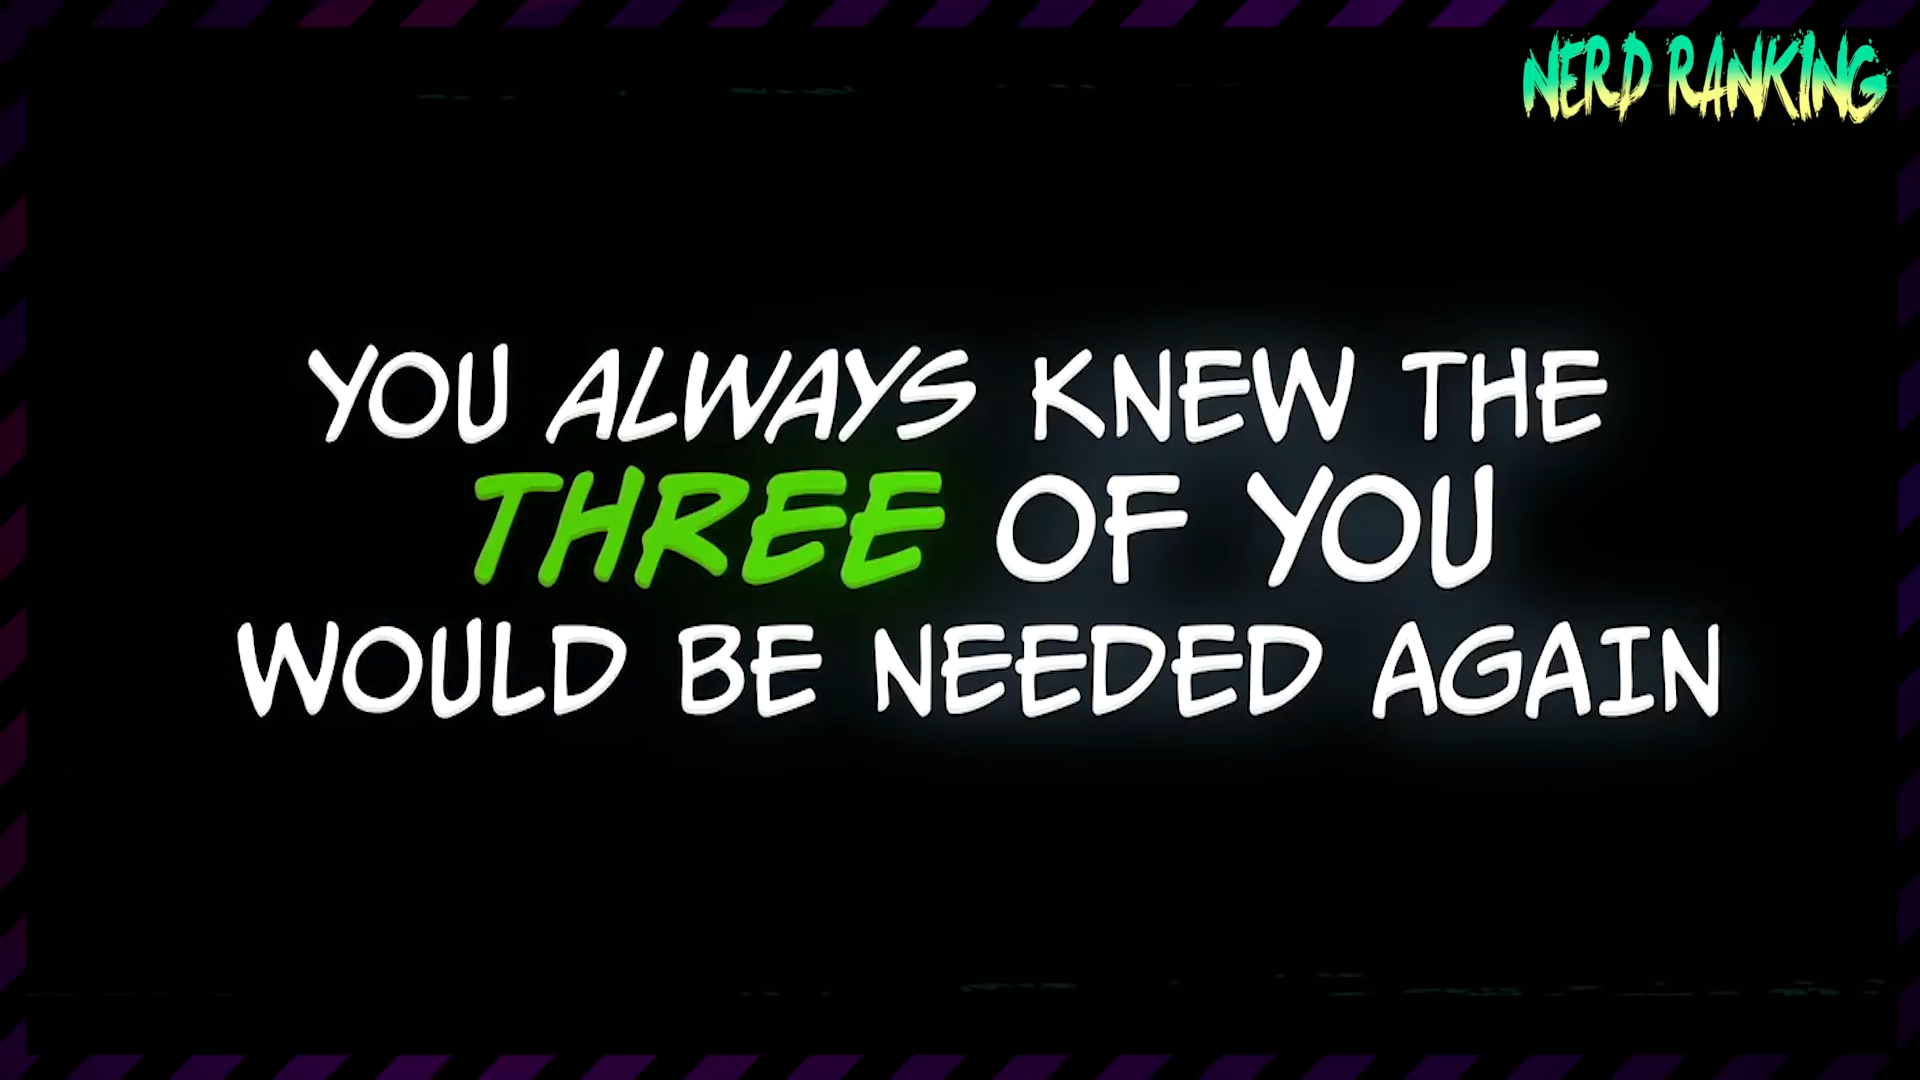 NERD RANKING
YOU ALWAYS KNEW THE
THREE OF YOU
WOULD BE NEEDED AGAIN